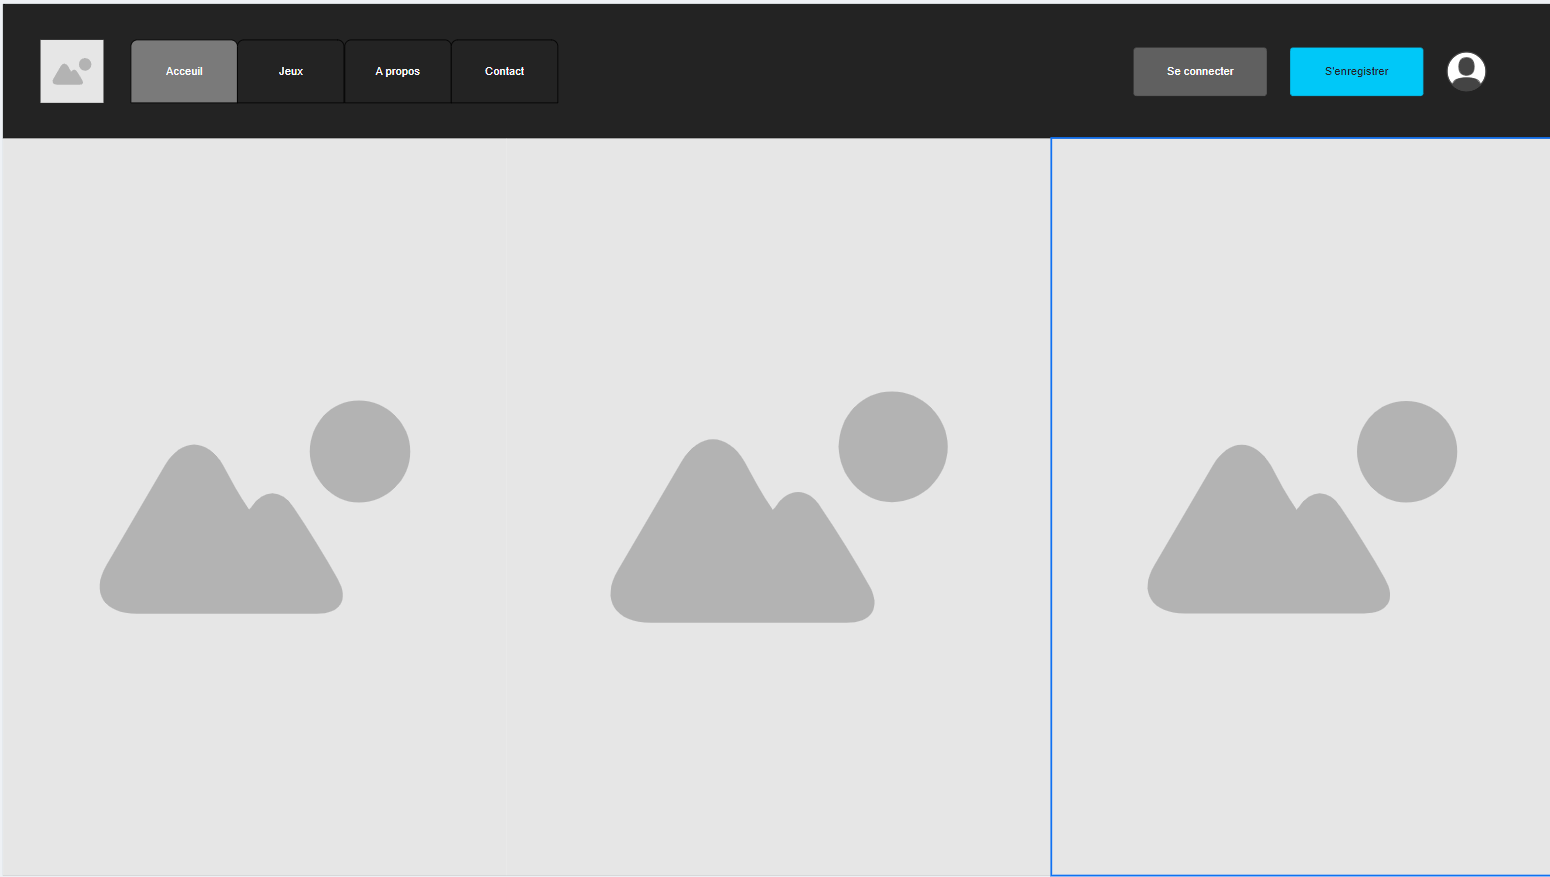 Acceuil
Jeux
A propos
Contact
Se connecter
S'enregistrer